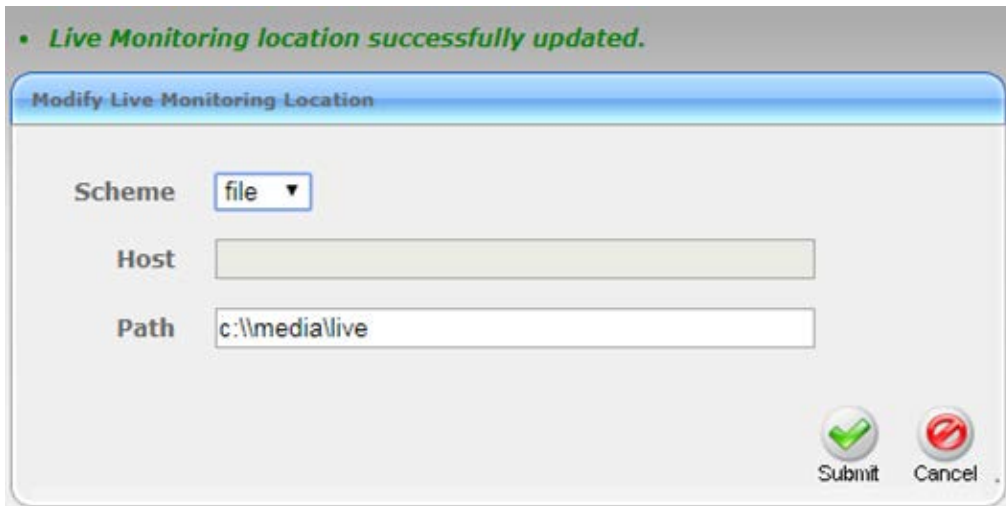 • Live Monitoring location successfully updated.
Modify Live Monitoring Location
Scheme file ▼
Host
Path c:\\media\live
Submit Cancel